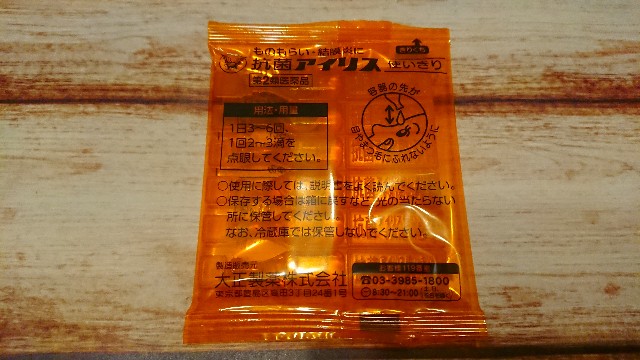 ものもらい・結膜炎に
きりくち
抗菌アイリス 使いきり
第2類医薬品
容器の先が
目やまつ毛にふれないように
用法・用量
1日3〜6回、
1回2〜3滴を
点眼してください。
○使用に際しては、説明書をよく読んでください。
○保存する場合は箱に戻すなど、光の当たらない
所に保管してください。
なお、冷蔵庫では保管しないでください。
製造販売元
大正製薬株式会社
東京都豊島区高田3丁目24番1号
お客様119番室
☎03-3985-1800
8:30〜21:00